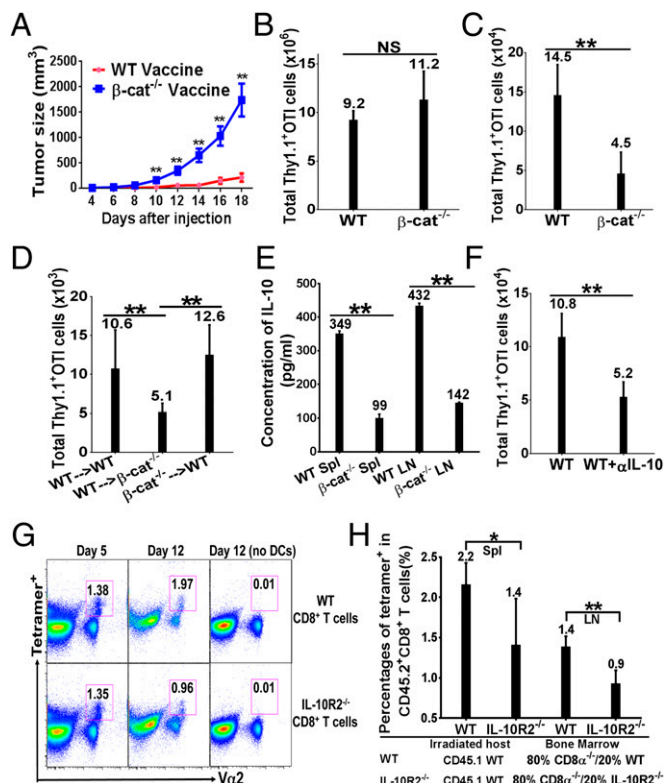 A
Tumor size (mm³)
2500
2000
1500
1000
500
0
WT Vaccine
β-cat⁻/⁻ Vaccine
** ** ** ** **
4 6 8 10 12 14 16 18
Days after injection
B
Total Thy1.1⁺OTI cells (x10⁶)
15
10
5
0
NS
9.2
11.2
WT
β-cat⁻/⁻
C
Total Thy1.1⁺OTI cells (x10⁴)
20
15
10
5
0
**
14.5
4.5
WT
β-cat⁻/⁻
D
Total Thy1.1⁺OTI cells (x10³)
20
15
10
5
0
** **
10.6
5.1
12.6
WT-->WT
WT->β-cat⁻/⁻
β-cat⁻/⁻-->WT
E
Concentration of IL-10
(pg/ml)
500
400
300
200
100
0
** **
349
99
432
142
WT Spl
β-cat⁻/⁻ Spl
WT LN
β-cat⁻/⁻ LN
F
Total Thy1.1⁺OTI cells (x10⁴)
15
10
5
0
**
10.8
5.2
WT
WT+αIL-10
G
Day 5 Day 12 Day 12 (no DCs)
Tetramer⁺
1.38 1.97 0.01
WT
CD8⁺ T cells
1.35 0.96 0.01
IL-10R2⁻/⁻
CD8⁺ T cells
Vα2
H
Percentages of tetramer⁺ in
CD45.2⁺CD8⁺ T cells(%)
2.5
2.0
1.5
1.0
0.5
*
Spl
2.2
1.4
**
LN
1.4
0.9
WT IL-10R2⁻/⁻ WT IL-10R2⁻/⁻
Irradiated host Bone Marrow
WT CD45.1 WT 80% CD8α⁻/⁻/20% WT
IL-10R2⁻/⁻ CD45.1 WT 80% CD8α⁻/⁻/20% IL-10R2⁻/⁻